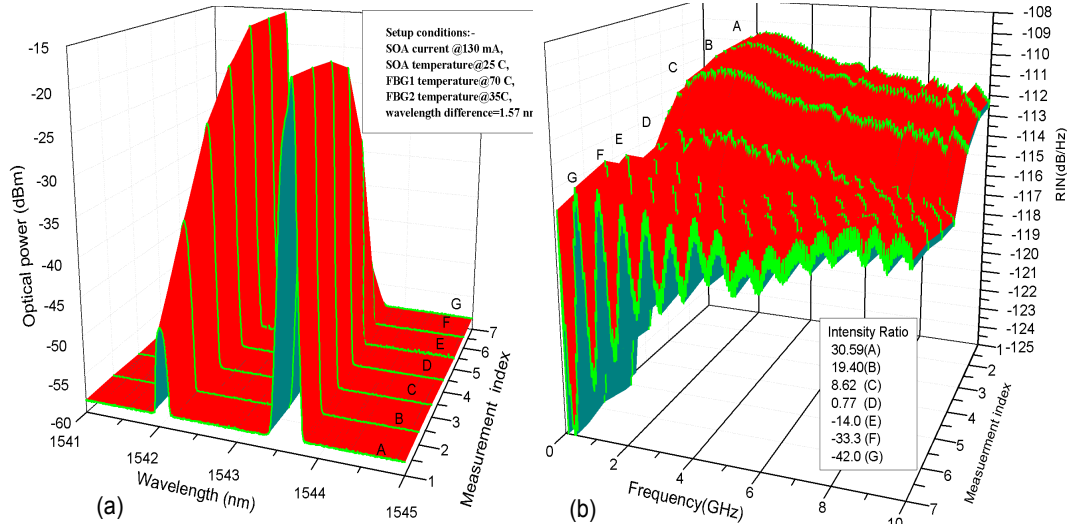 -15
-20
-25
-30
-35
-40
-45
-50
-55
-60
Optical power (dBm)
1541
1542
1543
1544
1545
Wavelength (nm)
1
2
3
4
5
6
7
Measurement index
A
B
C
D
E
F
G
Setup conditions:-
SOA current @130 mA,
SOA temperature@25 C,
FBG1 temperature@70 C,
FBG2 temperature@35C,
wavelength difference=1.57 nm
(a)
A
B
C
D
E
F
G
-108
-109
-110
-111
-112
-113
-114
-115
-116
-117
-118
-119
-120
-121
-122
-123
-124
-125
RIN(dB/Hz)
0
2
4
6
8
10
Frequency(GHz)
1
2
3
4
5
6
7
Measurement index
Intensity Ratio
30.59(A)
19.40(B)
8.62 (C)
0.77 (D)
-14.0 (E)
-33.3 (F)
-42.0 (G)
(b)